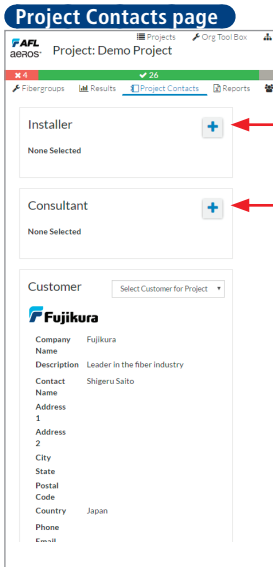 Project Contacts page
AFL
aeRos®
Project: Demo Project
Projects
Org Tool Box
4
26
Fibergroups
Results
Project Contacts
Reports
Installer
None Selected
Consultant
None Selected
Customer
Select Customer for Project
Fujikura
Company Name Fujikura
Description Leader in the fiber industry
Contact Name Shigeru Saito
Address 1
Address 2
City
State
Postal Code
Country Japan
Phone
Email